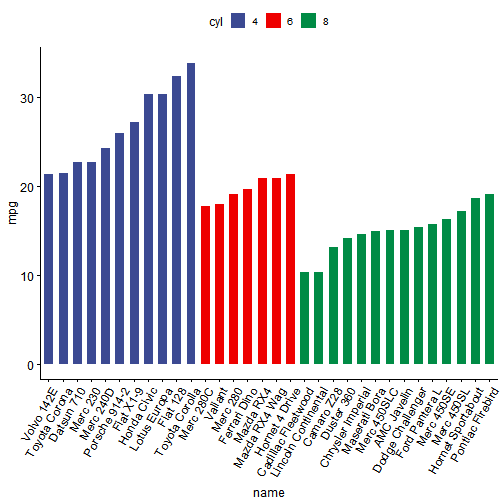 cyl 4 6 8
mpg
30
20
10
0
Volvo 142E
Toyota Corona
Datsun 710
Merc 230
Merc 240D
Porsche 914-2
Fiat X1-9
Honda Civic
Lotus Europa
Fiat 128
Toyota Corolla
Merc 280C
Valiant
Merc 280
Ferrari Dino
Mazda RX4
Mazda RX4 Wag
Hornet 4 Drive
Cadillac Fleetwood
Lincoln Continental
Camaro Z28
Duster 360
Chrysler Imperial
Maserati Bora
Merc 450SLC
AMC Javelin
Dodge Challenger
Ford Pantera L
Merc 450SE
Merc 450SL
Hornet Sportabout
Pontiac Firebird
name